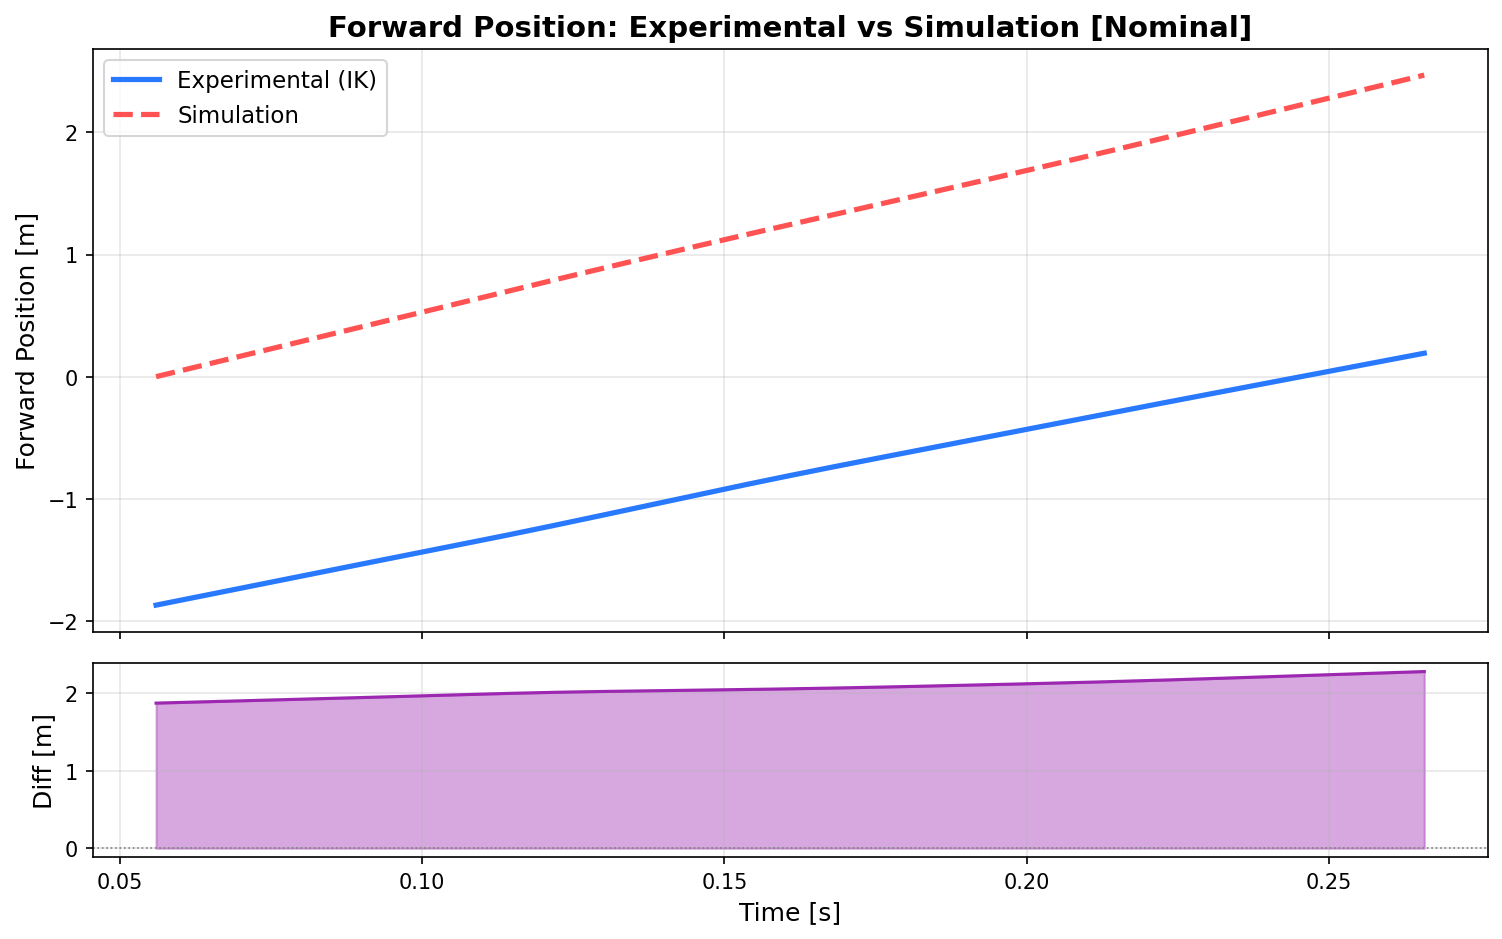 Forward Position: Experimental vs Simulation [Nominal]
Experimental (IK)
Simulation
Forward Position [m]
2
1
0
−1
−2
Diff [m]
2
1
0
0.05 0.10 0.15 0.20 0.25
Time [s]